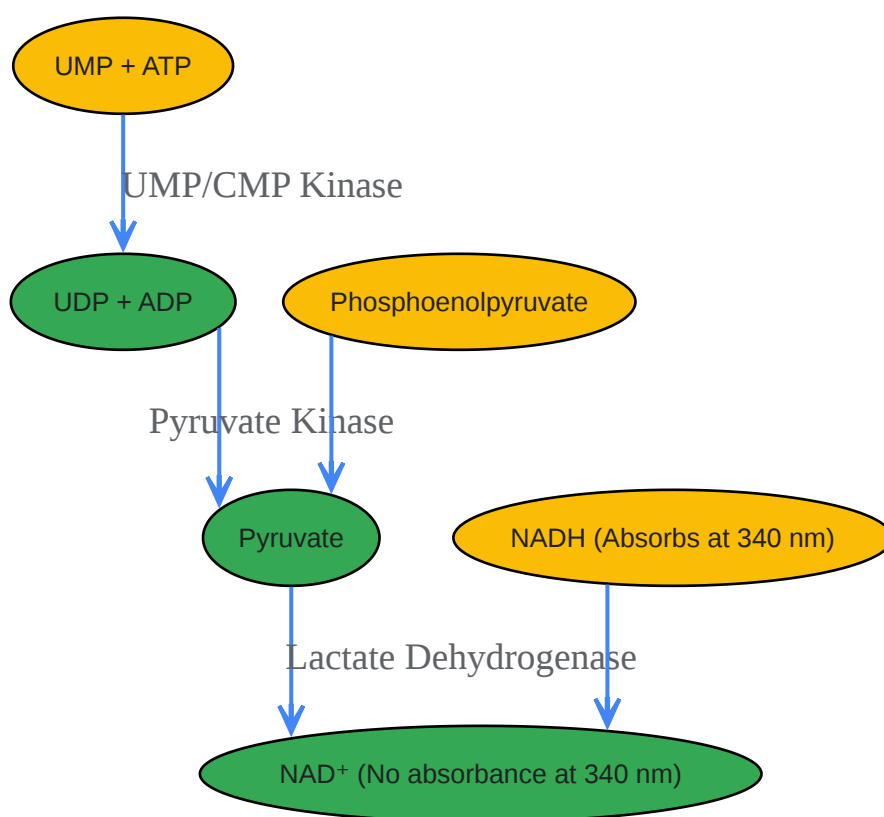 UMP + ATP
UMP/CMP Kinase
UDP + ADP
Phosphoenolpyruvate
Pyruvate Kinase
Pyruvate
NADH (Absorbs at 340 nm)
Lactate Dehydrogenase
NAD⁺ (No absorbance at 340 nm)